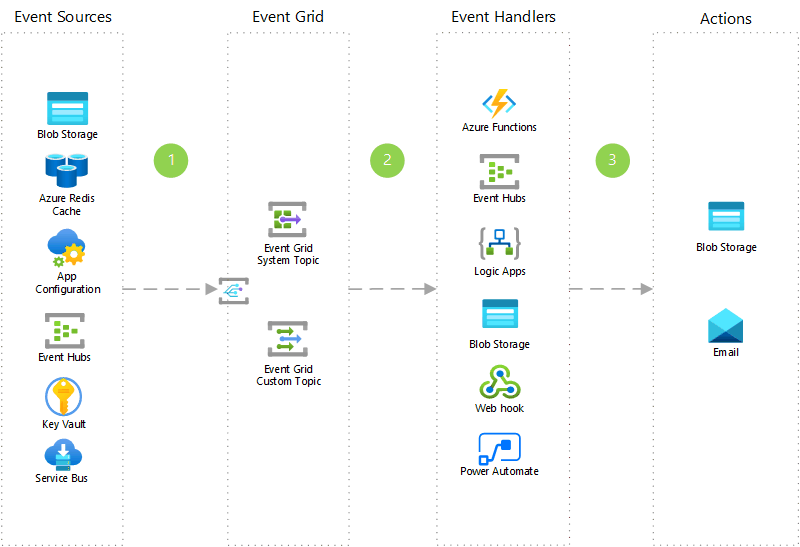 Event Sources
Event Grid
Event Handlers
Actions
Blob Storage
Azure Redis
Cache
App
Configuration
Event Hubs
Key Vault
Service Bus
1
Event Grid
System Topic
Event Grid
Custom Topic
2
Azure Functions
Event Hubs
Logic Apps
Blob Storage
Web hook
Power Automate
3
Blob Storage
Email